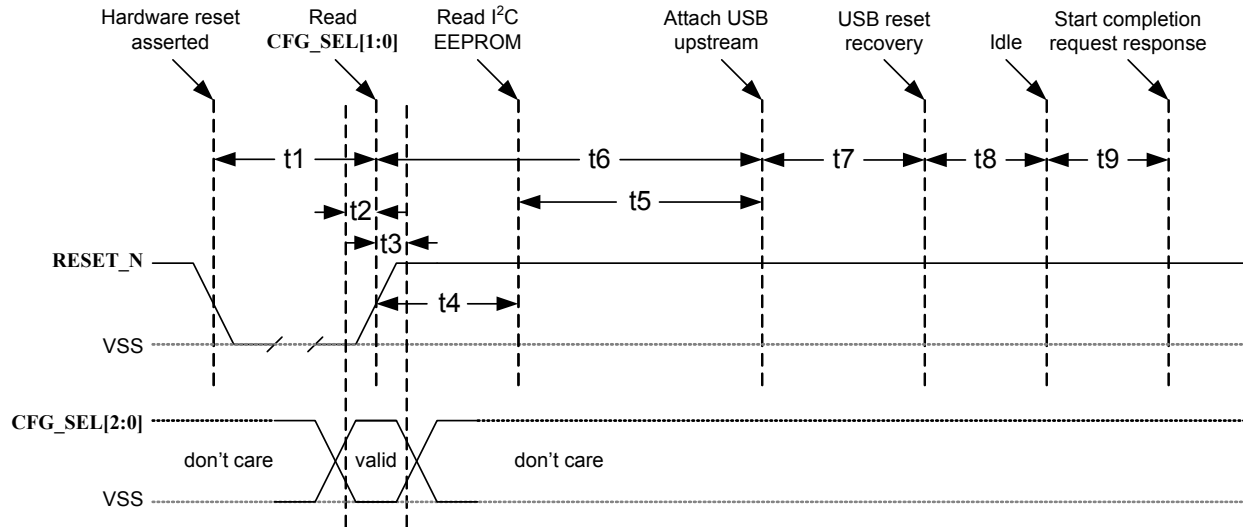 Hardware reset
asserted
Read
CFG_SEL[1:0]
Read I²C
EEPROM
Attach USB
upstream
USB reset
recovery
Idle
Start completion
request response
t1
t6
t7
t8
t9
t2
t5
t3
RESET_N
t4
VSS
CFG_SEL[2:0]
don't care
valid
don't care
VSS